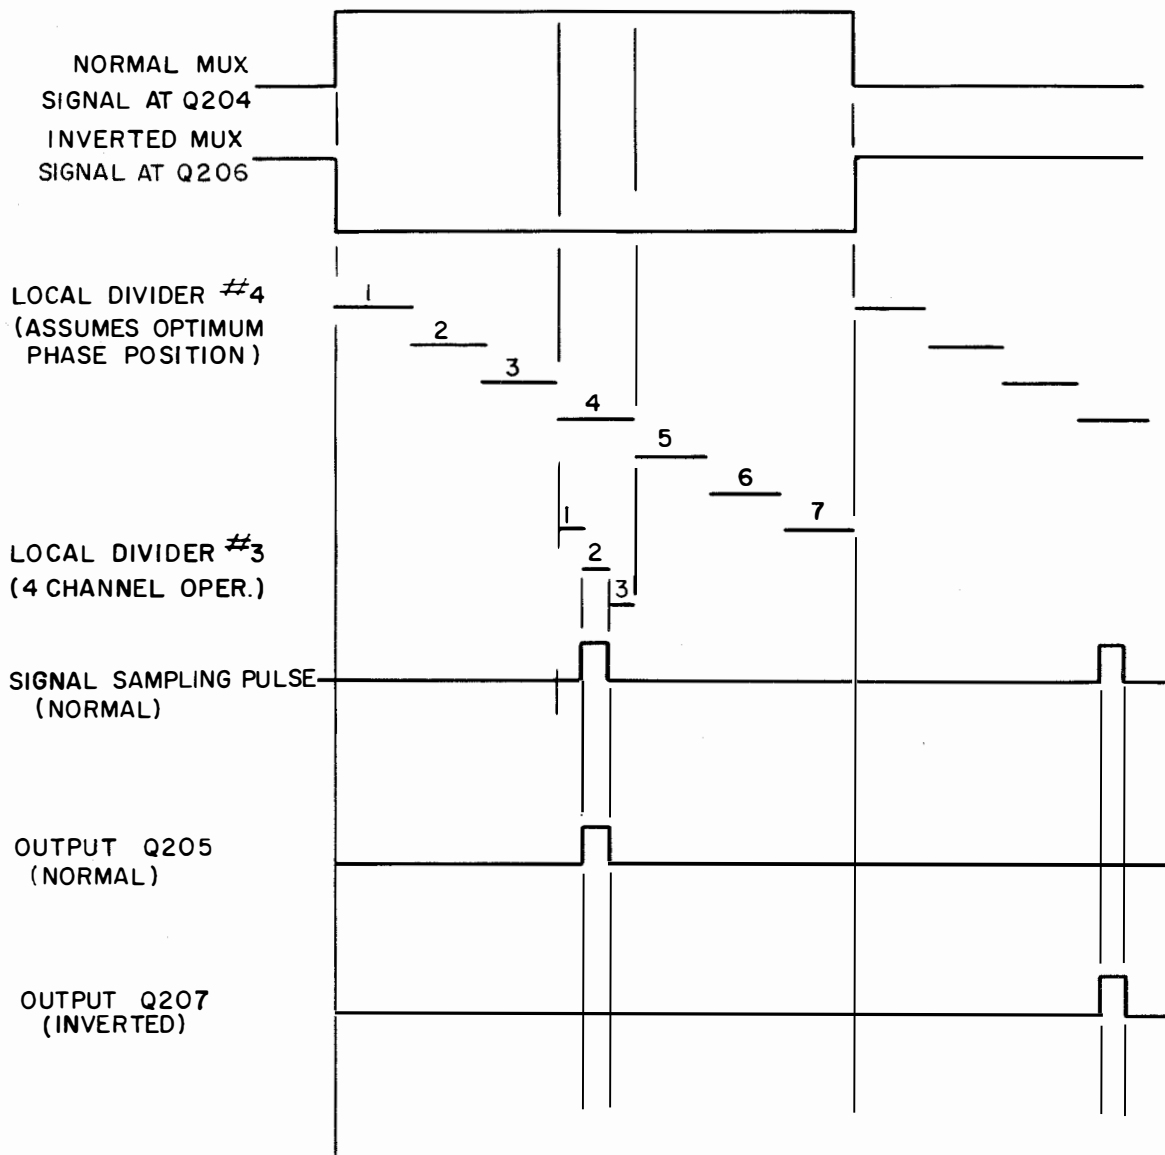 NORMAL MUX
SIGNAL AT Q204
INVERTED MUX
SIGNAL AT Q206
LOCAL DIVIDER #4
(ASSUMES OPTIMUM
PHASE POSITION)
1
2
3
4
5
6
7
LOCAL DIVIDER #3
(4 CHANNEL OPER.)
1
2
3
SIGNAL SAMPLING PULSE
(NORMAL)
OUTPUT Q205
(NORMAL)
OUTPUT Q207
(INVERTED)